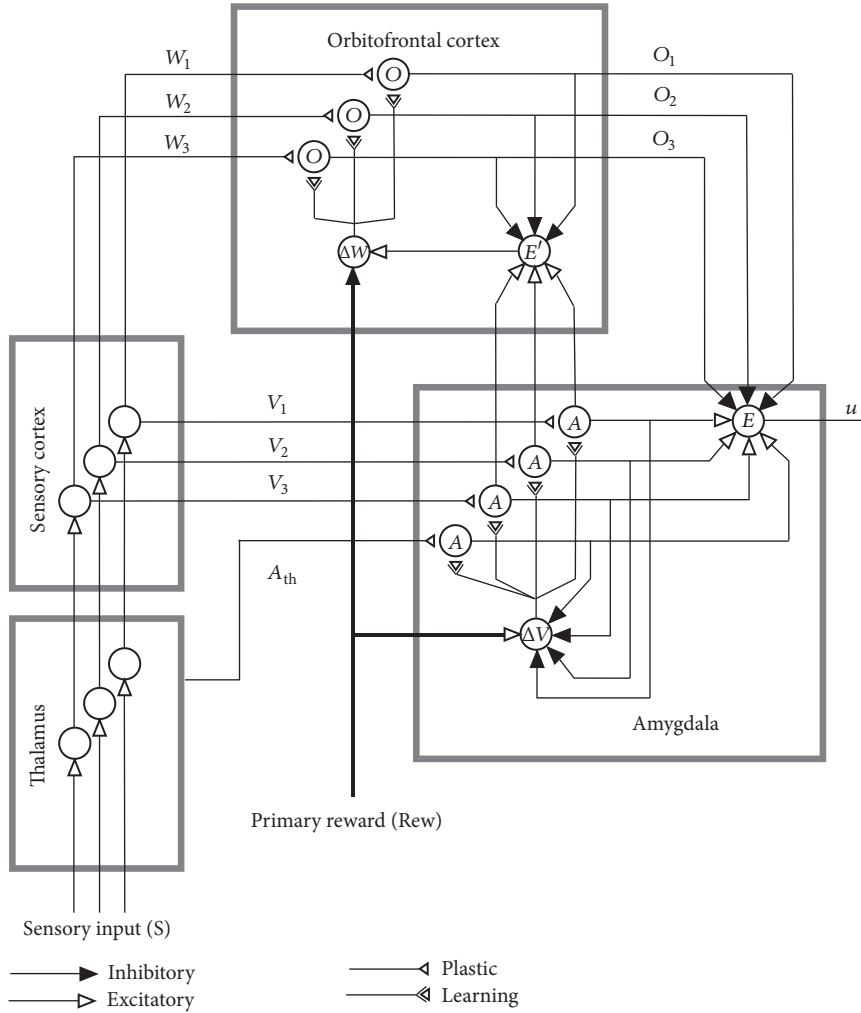 Orbitofrontal cortex
W1
O
O1
W2
O
O2
W3
O
O3
ΔW
E′
Sensory cortex
V1
A
E
u
V2
A
V3
A
A
Ath
ΔV
Thalamus
Amygdala
Primary reward (Rew)
Sensory input (S)
Inhibitory
Plastic
Excitatory
Learning